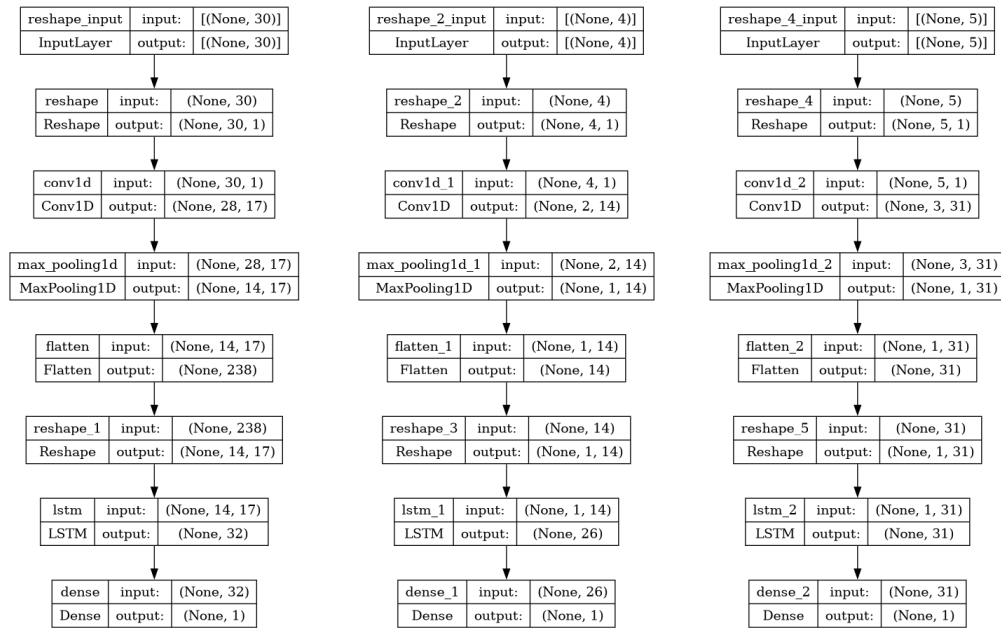 reshape_input input: [(None, 30)]
InputLayer output: [(None, 30)]
reshape input: (None, 30)
Reshape output: (None, 30, 1)
conv1d input: (None, 30, 1)
Conv1D output: (None, 28, 17)
max_pooling1d input: (None, 28, 17)
MaxPooling1D output: (None, 14, 17)
flatten input: (None, 14, 17)
Flatten output: (None, 238)
reshape_1 input: (None, 238)
Reshape output: (None, 14, 17)
lstm input: (None, 14, 17)
LSTM output: (None, 32)
dense input: (None, 32)
Dense output: (None, 1)
reshape_2_input input: [(None, 4)]
InputLayer output: [(None, 4)]
reshape_2 input: (None, 4)
Reshape output: (None, 4, 1)
conv1d_1 input: (None, 4, 1)
Conv1D output: (None, 2, 14)
max_pooling1d_1 input: (None, 2, 14)
MaxPooling1D output: (None, 1, 14)
flatten_1 input: (None, 1, 14)
Flatten output: (None, 14)
reshape_3 input: (None, 14)
Reshape output: (None, 1, 14)
lstm_1 input: (None, 1, 14)
LSTM output: (None, 26)
dense_1 input: (None, 26)
Dense output: (None, 1)
reshape_4_input input: [(None, 5)]
InputLayer output: [(None, 5)]
reshape_4 input: (None, 5)
Reshape output: (None, 5, 1)
conv1d_2 input: (None, 5, 1)
Conv1D output: (None, 3, 31)
max_pooling1d_2 input: (None, 3, 31)
MaxPooling1D output: (None, 1, 31)
flatten_2 input: (None, 1, 31)
Flatten output: (None, 31)
reshape_5 input: (None, 31)
Reshape output: (None, 1, 31)
lstm_2 input: (None, 1, 31)
LSTM output: (None, 31)
dense_2 input: (None, 31)
Dense output: (None, 1)